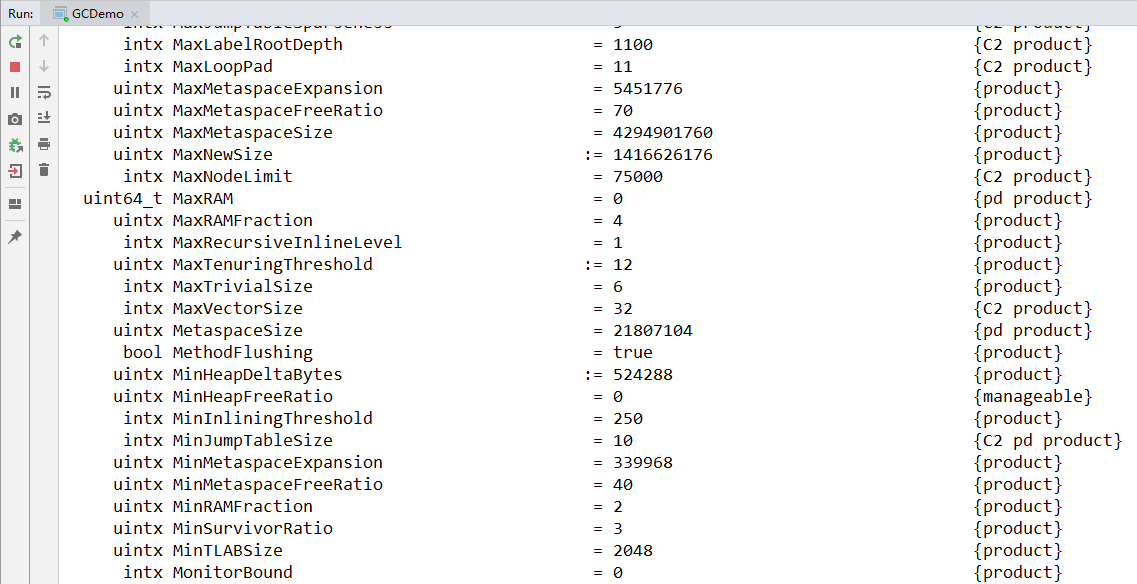 Run: GCDemo
intx MaxLabelRootDepth = 1100 {C2 product}
intx MaxLoopPad = 11 {C2 product}
uintx MaxMetaspaceExpansion = 5451776 {product}
uintx MaxMetaspaceFreeRatio = 70 {product}
uintx MaxMetaspaceSize = 4294901760 {product}
uintx MaxNewSize := 1416626176 {product}
intx MaxNodeLimit = 75000 {C2 product}
uint64_t MaxRAM = 0 {pd product}
uintx MaxRAMFraction = 4 {product}
intx MaxRecursiveInlineLevel = 1 {product}
uintx MaxTenuringThreshold := 12 {product}
intx MaxTrivialSize = 6 {product}
intx MaxVectorSize = 32 {C2 product}
uintx MetaspaceSize = 21807104 {pd product}
bool MethodFlushing = true {product}
uintx MinHeapDeltaBytes := 524288 {product}
uintx MinHeapFreeRatio = 0 {manageable}
intx MinInliningThreshold = 250 {product}
intx MinJumpTableSize = 10 {C2 pd product}
uintx MinMetaspaceExpansion = 339968 {product}
uintx MinMetaspaceFreeRatio = 40 {product}
uintx MinRAMFraction = 2 {product}
uintx MinSurvivorRatio = 3 {product}
uintx MinTLABSize = 2048 {product}
intx MonitorBound = 0 {product}